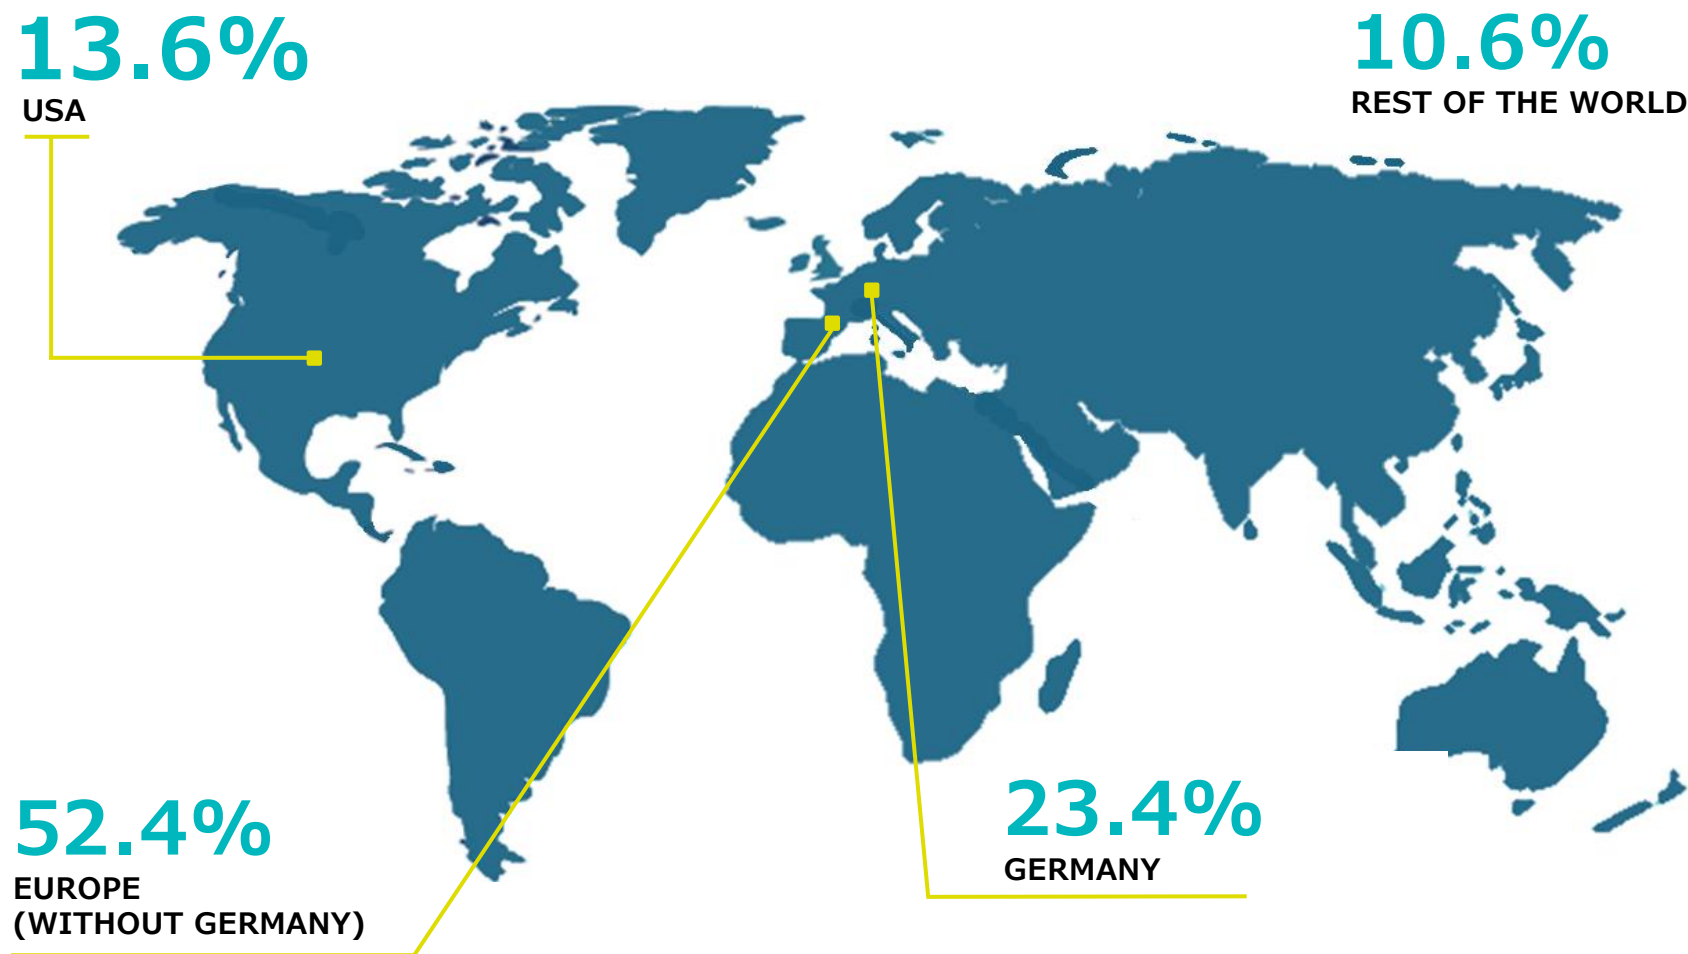 13.6%
USA
10.6%
REST OF THE WORLD
52.4%
EUROPE
(WITHOUT GERMANY)
23.4%
GERMANY